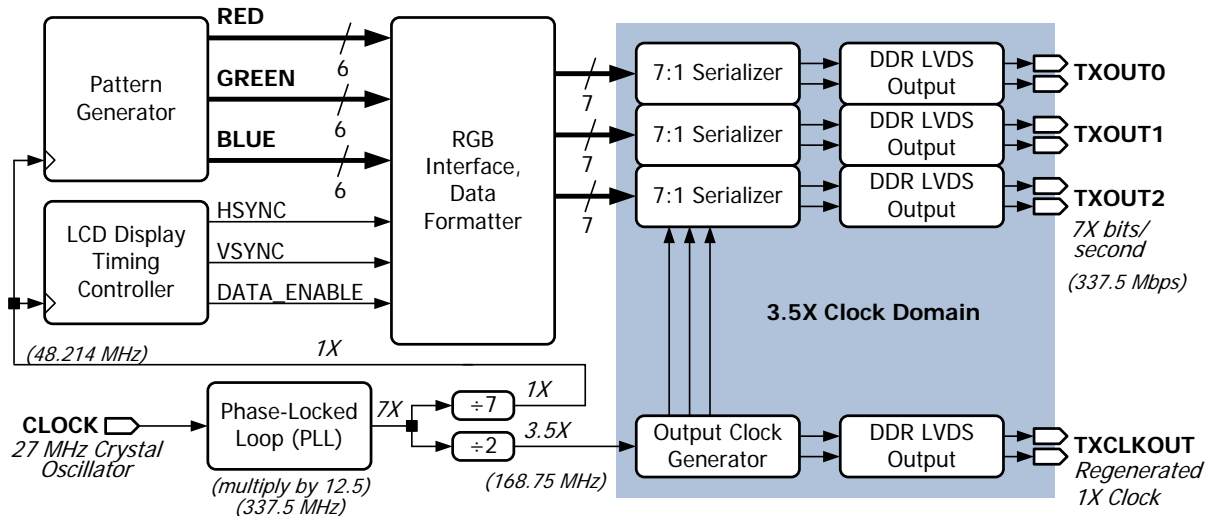 RED
6
GREEN
6
BLUE
6
Pattern
Generator
LCD Display
Timing
Controller
HSYNC
VSYNC
DATA_ENABLE
RGB
Interface,
Data
Formatter
7
7
7
7:1 Serializer
7:1 Serializer
7:1 Serializer
DDR LVDS
Output
DDR LVDS
Output
DDR LVDS
Output
TXOUT0
TXOUT1
TXOUT2
7X bits/
second
(337.5 Mbps)
3.5X Clock Domain
(48.214 MHz)
1X
CLOCK
27 MHz Crystal
Oscillator
Phase-Locked
Loop (PLL)
(multiply by 12.5)
(337.5 MHz)
7X
÷7
1X
÷2
3.5X
(168.75 MHz)
Output Clock
Generator
DDR LVDS
Output
TXCLKOUT
Regenerated
1X Clock